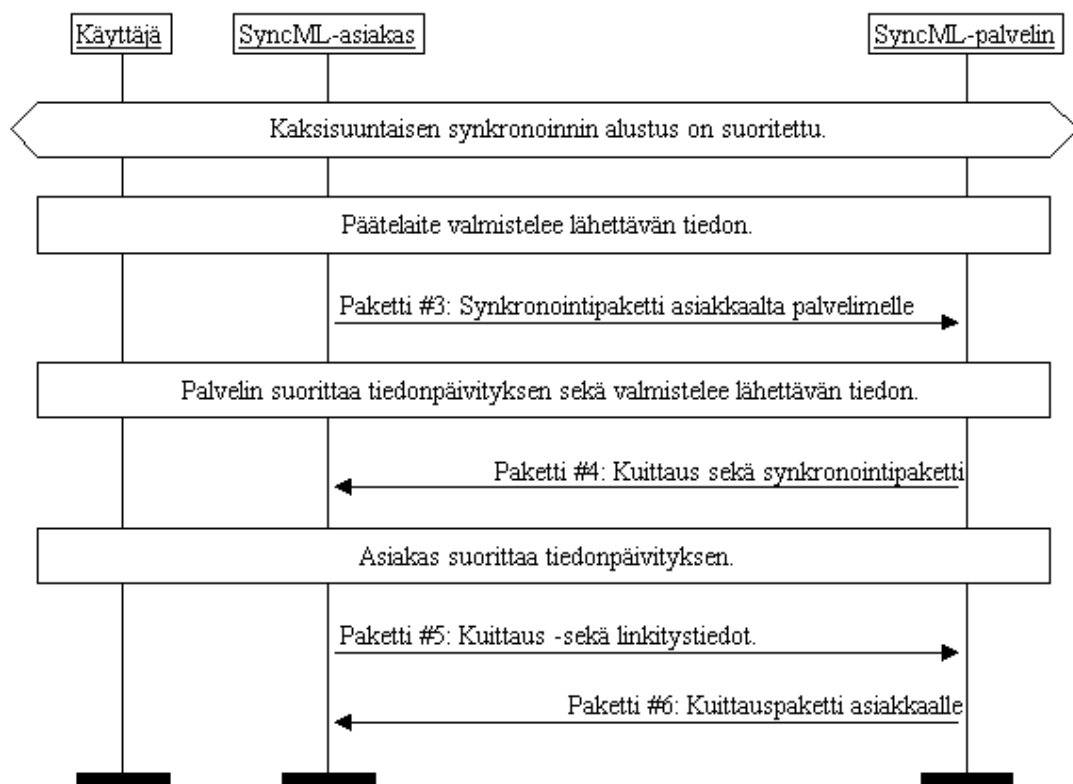 Käyttäjä
SyncML-asiakas
SyncML-palvelin
Kaksisuuntaisen synkronoinnin alustus on suoritettu.
Päätelaite valmistelee lähettävän tiedon.
Paketti #3: Synkronointipaketti asiakkaalta palvelimelle
Palvelin suorittaa tiedonpäivityksen sekä valmistelee lähettävän tiedon.
Paketti #4: Kuittaus sekä synkronointipaketti
Asiakas suorittaa tiedonpäivityksen.
Paketti #5: Kuittaus -sekä linkitystiedot.
Paketti #6: Kuittauspaketti asiakkaalle